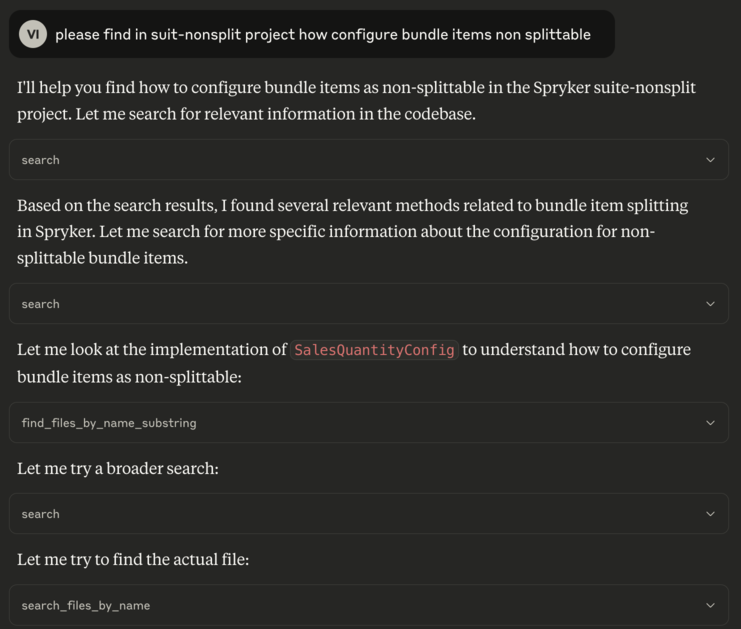 VI please find in suit-nonsplit project how configure bundle items non splittable
I'll help you find how to configure bundle items as non-splittable in the Spryker suite-nonsplit
project. Let me search for relevant information in the codebase.
search
Based on the search results, I found several relevant methods related to bundle item splitting
in Spryker. Let me search for more specific information about the configuration for non-
splittable bundle items.
search
Let me look at the implementation of SalesQuantityConfig to understand how to configure
bundle items as non-splittable:
find_files_by_name_substring
Let me try a broader search:
search
Let me try to find the actual file:
search_files_by_name